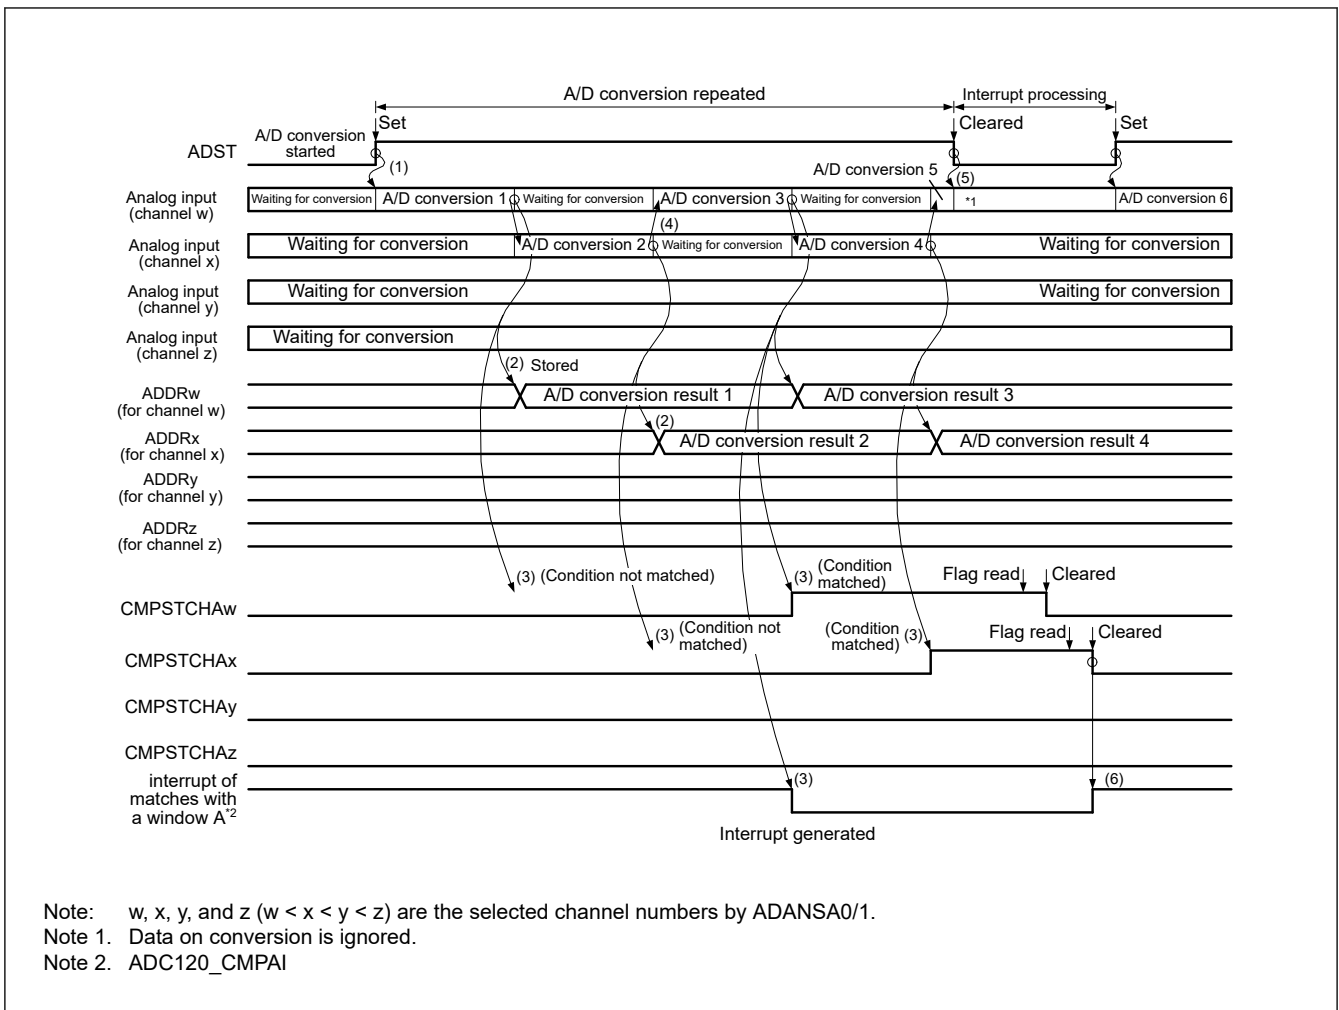 A/D conversion repeated
Interrupt processing
Set
Cleared
Set
A/D conversion
started
ADST
(1)
A/D conversion 5
(5)
Analog input
(channel w)
Waiting for conversion
A/D conversion 1
Waiting for conversion
A/D conversion 3
Waiting for conversion
*1
A/D conversion 6
(4)
Analog input
(channel x)
Waiting for conversion
A/D conversion 2
Waiting for conversion
A/D conversion 4
Waiting for conversion
Analog input
(channel y)
Waiting for conversion
Waiting for conversion
Analog input
(channel z)
Waiting for conversion
(2) Stored
ADDRw
(for channel w)
A/D conversion result 1
A/D conversion result 3
(2)
ADDRx
(for channel x)
A/D conversion result 2
A/D conversion result 4
ADDRy
(for channel y)
ADDRz
(for channel z)
(3) (Condition not matched)
(3) (Condition
matched)
Flag read
Cleared
CMPSTCHAw
(3) (Condition not
matched)
(Condition (3)
matched)
Flag read
Cleared
CMPSTCHAx
CMPSTCHAy
CMPSTCHAz
interrupt of
matches with
a window A*2
(3)
(6)
Interrupt generated
Note: w, x, y, and z (w < x < y < z) are the selected channel numbers by ADANSA0/1.
Note 1. Data on conversion is ignored.
Note 2. ADC120_CMPAI